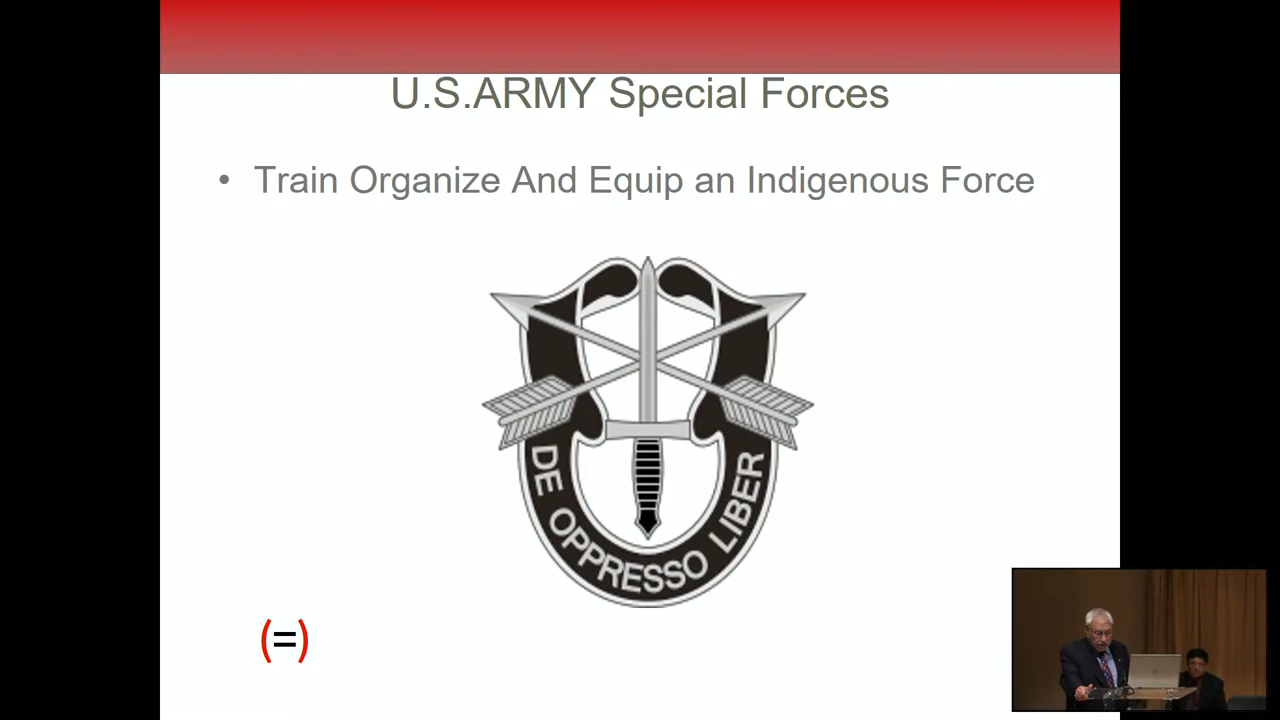 U.S.ARMY Special Forces
• Train Organize And Equip an Indigenous Force
DE OPPRESSO LIBER
(=)